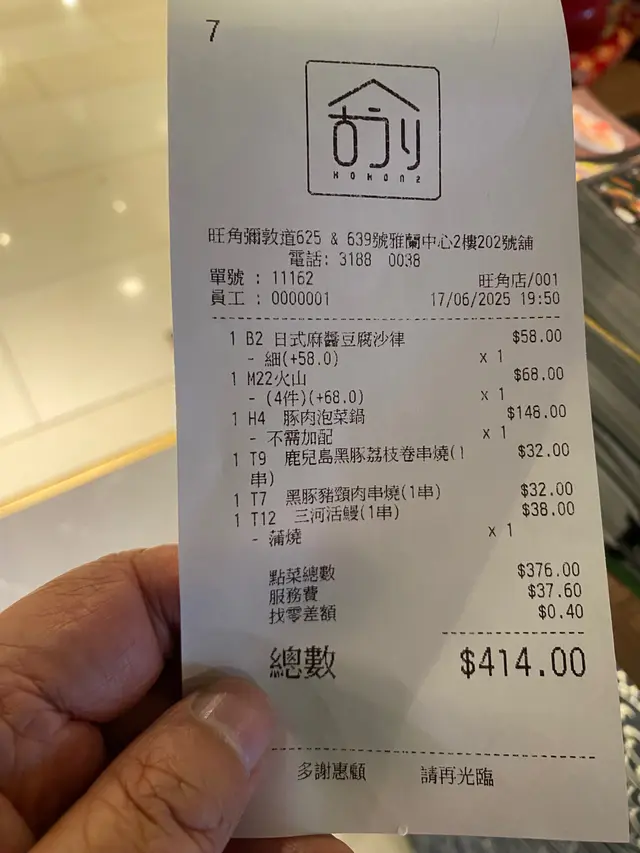 7
KOKONI
旺角彌敦道625 & 639號雅蘭中心2樓202號舖
電話: 3188 0038
單號 : 11162 旺角店/001
員工 : 0000001 17/06/2025 19:50
1 B2 日式麻醬豆腐沙律 $58.00
- 細(+58.0) x 1
1 M22火山 $68.00
- (4件)(+68.0) x 1
1 H4 豚肉泡菜鍋 $148.00
- 不需加配 x 1
1 T9 鹿兒島黑豚荔枝卷串燒(1 $32.00
串)
1 T7 黑豚豬頸肉串燒(1串) $32.00
1 T12 三河活鰻(1串) $38.00
- 蒲燒 x 1
點菜總數 $376.00
服務費 $37.60
找零差額 $0.40
總數 $414.00
多謝惠顧 請再光臨